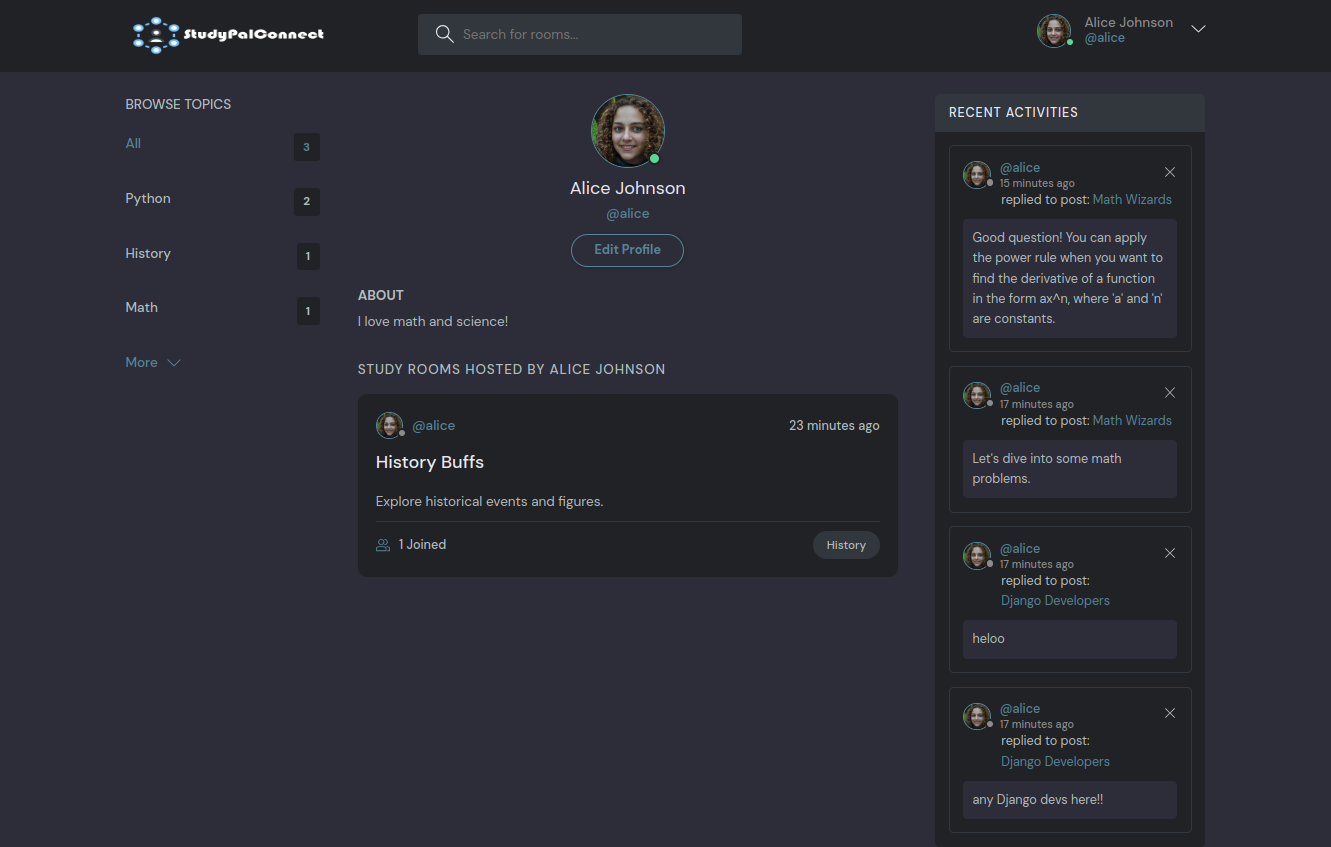 StudyPalConnect
Search for rooms...
Alice Johnson
@alice
BROWSE TOPICS
All 3
Python 2
History 1
Math 1
More
Alice Johnson
@alice
Edit Profile
ABOUT
I love math and science!
STUDY ROOMS HOSTED BY ALICE JOHNSON
@alice 23 minutes ago
History Buffs
Explore historical events and figures.
1 Joined History
RECENT ACTIVITIES
@alice
15 minutes ago
replied to post: Math Wizards
Good question! You can apply
the power rule when you want to
find the derivative of a function
in the form ax^n, where 'a' and 'n'
are constants.
@alice
17 minutes ago
replied to post: Math Wizards
Let's dive into some math
problems.
@alice
17 minutes ago
replied to post:
Django Developers
heloo
@alice
17 minutes ago
replied to post:
Django Developers
any Django devs here!!